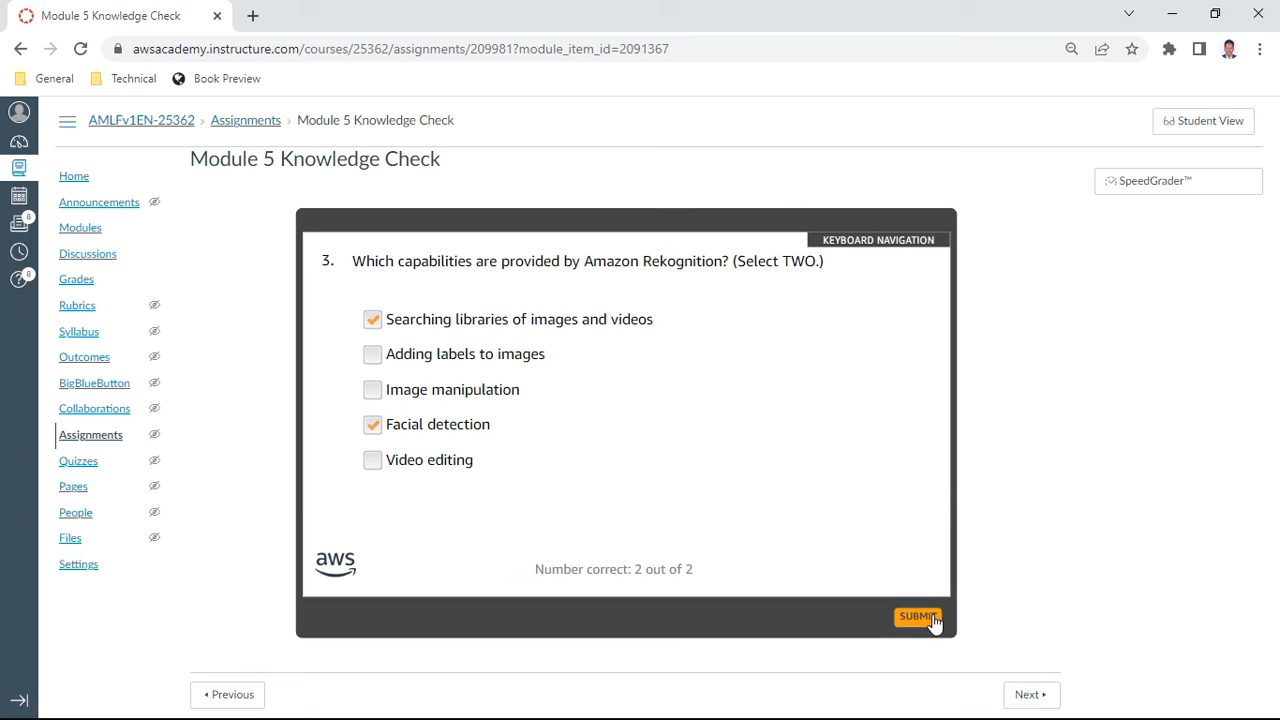 Module 5 Knowledge Check
awsacademy.instructure.com/courses/25362/assignments/209981?module_item_id=2091367
General
Technical
Book Preview
AMLFv1EN-25362 › Assignments › Module 5 Knowledge Check
Student View
Module 5 Knowledge Check
SpeedGrader™
Home
Announcements
Modules
Discussions
Grades
Rubrics
Syllabus
Outcomes
BigBlueButton
Collaborations
Assignments
Quizzes
Pages
People
Files
Settings
8
8
KEYBOARD NAVIGATION
3. Which capabilities are provided by Amazon Rekognition? (Select TWO.)
Searching libraries of images and videos
Adding labels to images
Image manipulation
Facial detection
Video editing
aws
Number correct: 2 out of 2
SUBMIT
Previous
Next